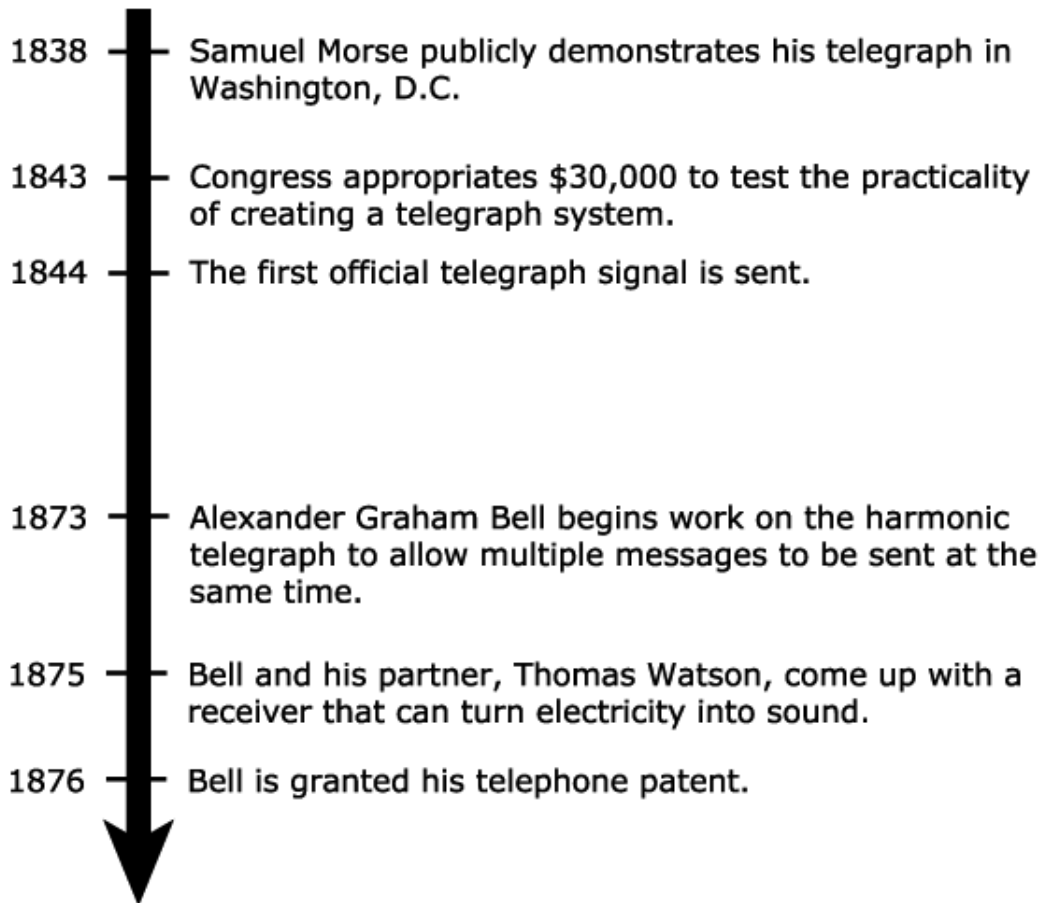 1838 Samuel Morse publicly demonstrates his telegraph in
Washington, D.C.
1843 Congress appropriates $30,000 to test the practicality
of creating a telegraph system.
1844 The first official telegraph signal is sent.
1873 Alexander Graham Bell begins work on the harmonic
telegraph to allow multiple messages to be sent at the
same time.
1875 Bell and his partner, Thomas Watson, come up with a
receiver that can turn electricity into sound.
1876 Bell is granted his telephone patent.